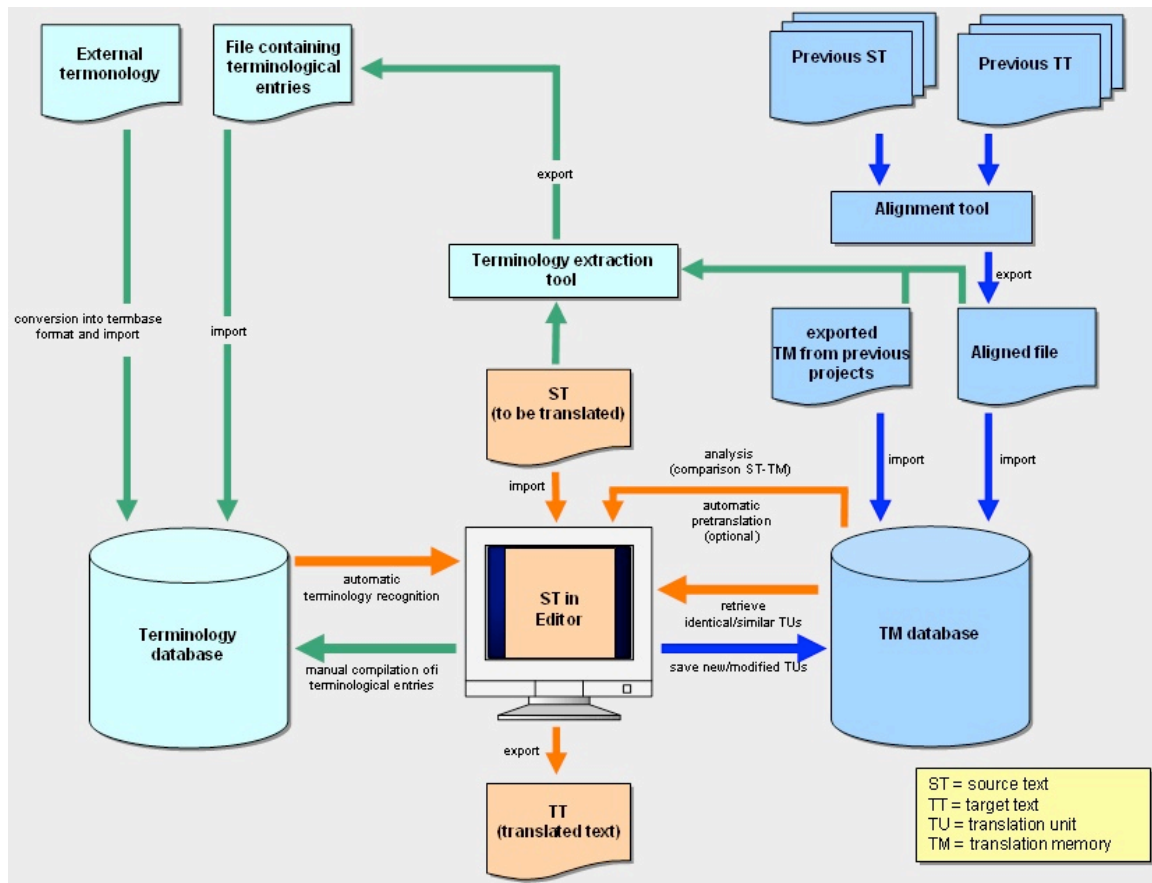 External
termonology
File containing
terminological
entries
Previous ST
Previous TT
export
Alignment tool
Terminology extraction
tool
export
conversion into termbase
format and import
import
exported
TM from previous
projects
Aligned file
ST
(to be translated)
analysis
(comparison ST-TM)
import
import
import
automatic
pretranslation
(optional)
automatic
terminology recognition
ST in
Editor
retrieve
identical/similar TUs
Terminology
database
TM database
manual compilation ofi
terminological entries
save new/modified TUs
export
TT
(translated text)
ST = source text
TT = target text
TU = translation unit
TM = translation memory